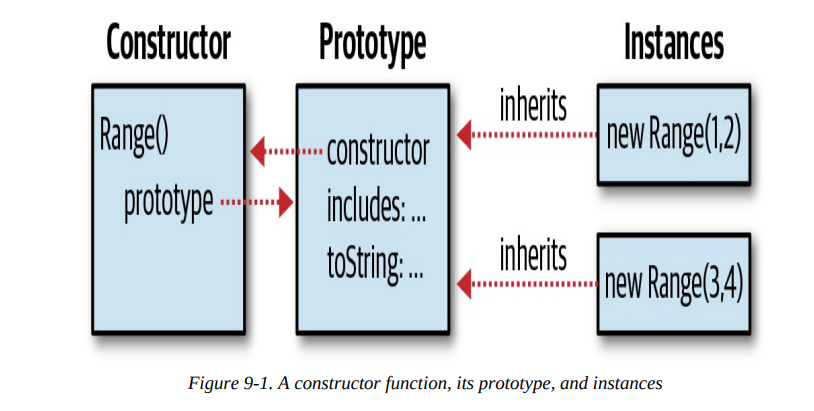 Constructor
Prototype
Instances
Range()
prototype
constructor
includes: ...
toString: ...
inherits
new Range(1,2)
inherits
new Range(3,4)
Figure 9-1. A constructor function, its prototype, and instances